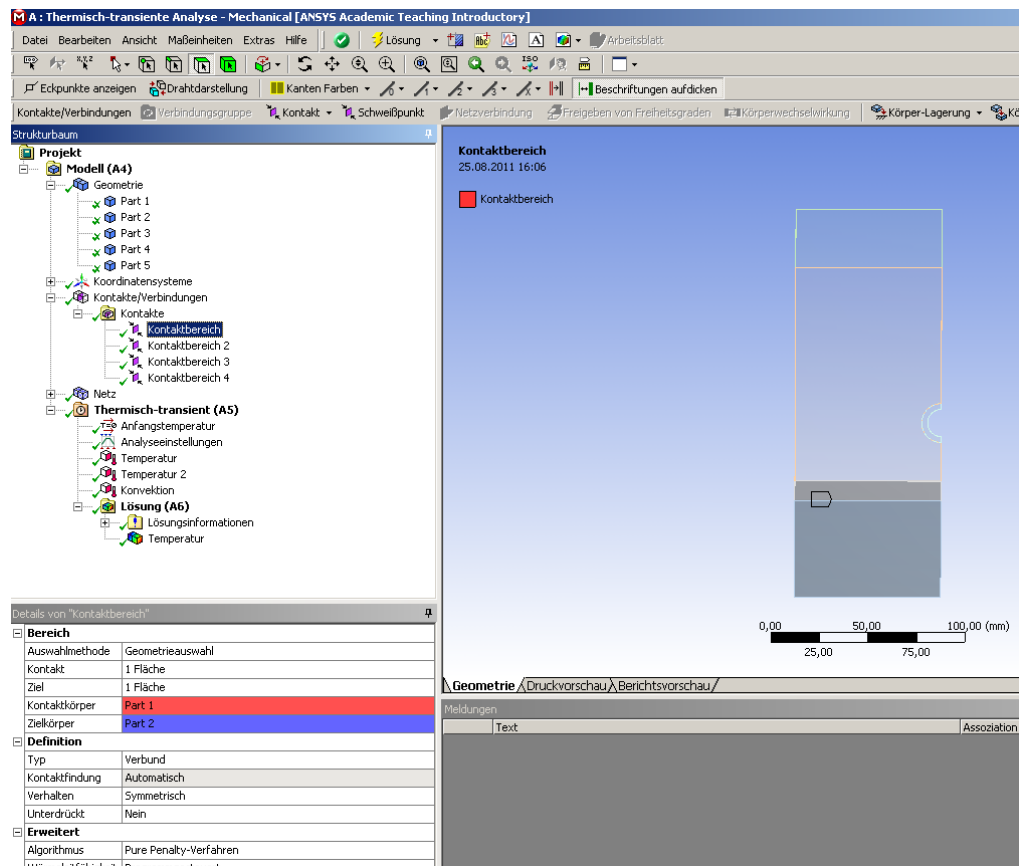 A : Thermisch-transiente Analyse - Mechanical [ANSYS Academic Teaching Introductory]
Datei Bearbeiten Ansicht Maßeinheiten Extras Hilfe Lösung Arbeitsblatt
Eckpunkte anzeigen Drahtdarstellung Kanten Farben Beschriftungen aufdicken
Kontakte/Verbindungen Verbindungsgruppe Kontakt Schweißpunkt Netzverbindung Freigeben von Freiheitsgraden Körperwechselwirkung Körper-Lagerung Kö
Strukturbaum
Projekt
Modell (A4)
Geometrie
Part 1
Part 2
Part 3
Part 4
Part 5
Koordinatensysteme
Kontakte/Verbindungen
Kontakte
Kontaktbereich
Kontaktbereich 2
Kontaktbereich 3
Kontaktbereich 4
Netz
Thermisch-transient (A5)
Anfangstemperatur
Analyseeinstellungen
Temperatur
Temperatur 2
Konvektion
Lösung (A6)
Lösungsinformationen
Temperatur
Details von "Kontaktbereich"
Bereich
Auswahlmethode Geometrieauswahl
Kontakt 1 Fläche
Ziel 1 Fläche
Kontaktkörper Part 1
Zielkörper Part 2
Definition
Typ Verbund
Kontaktfindung Automatisch
Verhalten Symmetrisch
Unterdrückt Nein
Erweitert
Algorithmus Pure Penalty-Verfahren
Kontaktbereich
25.08.2011 16:06
Kontaktbereich
0,00 50,00 100,00 (mm)
25,00 75,00
Geometrie Druckvorschau Berichtsvorschau
Meldungen
Text Assoziation